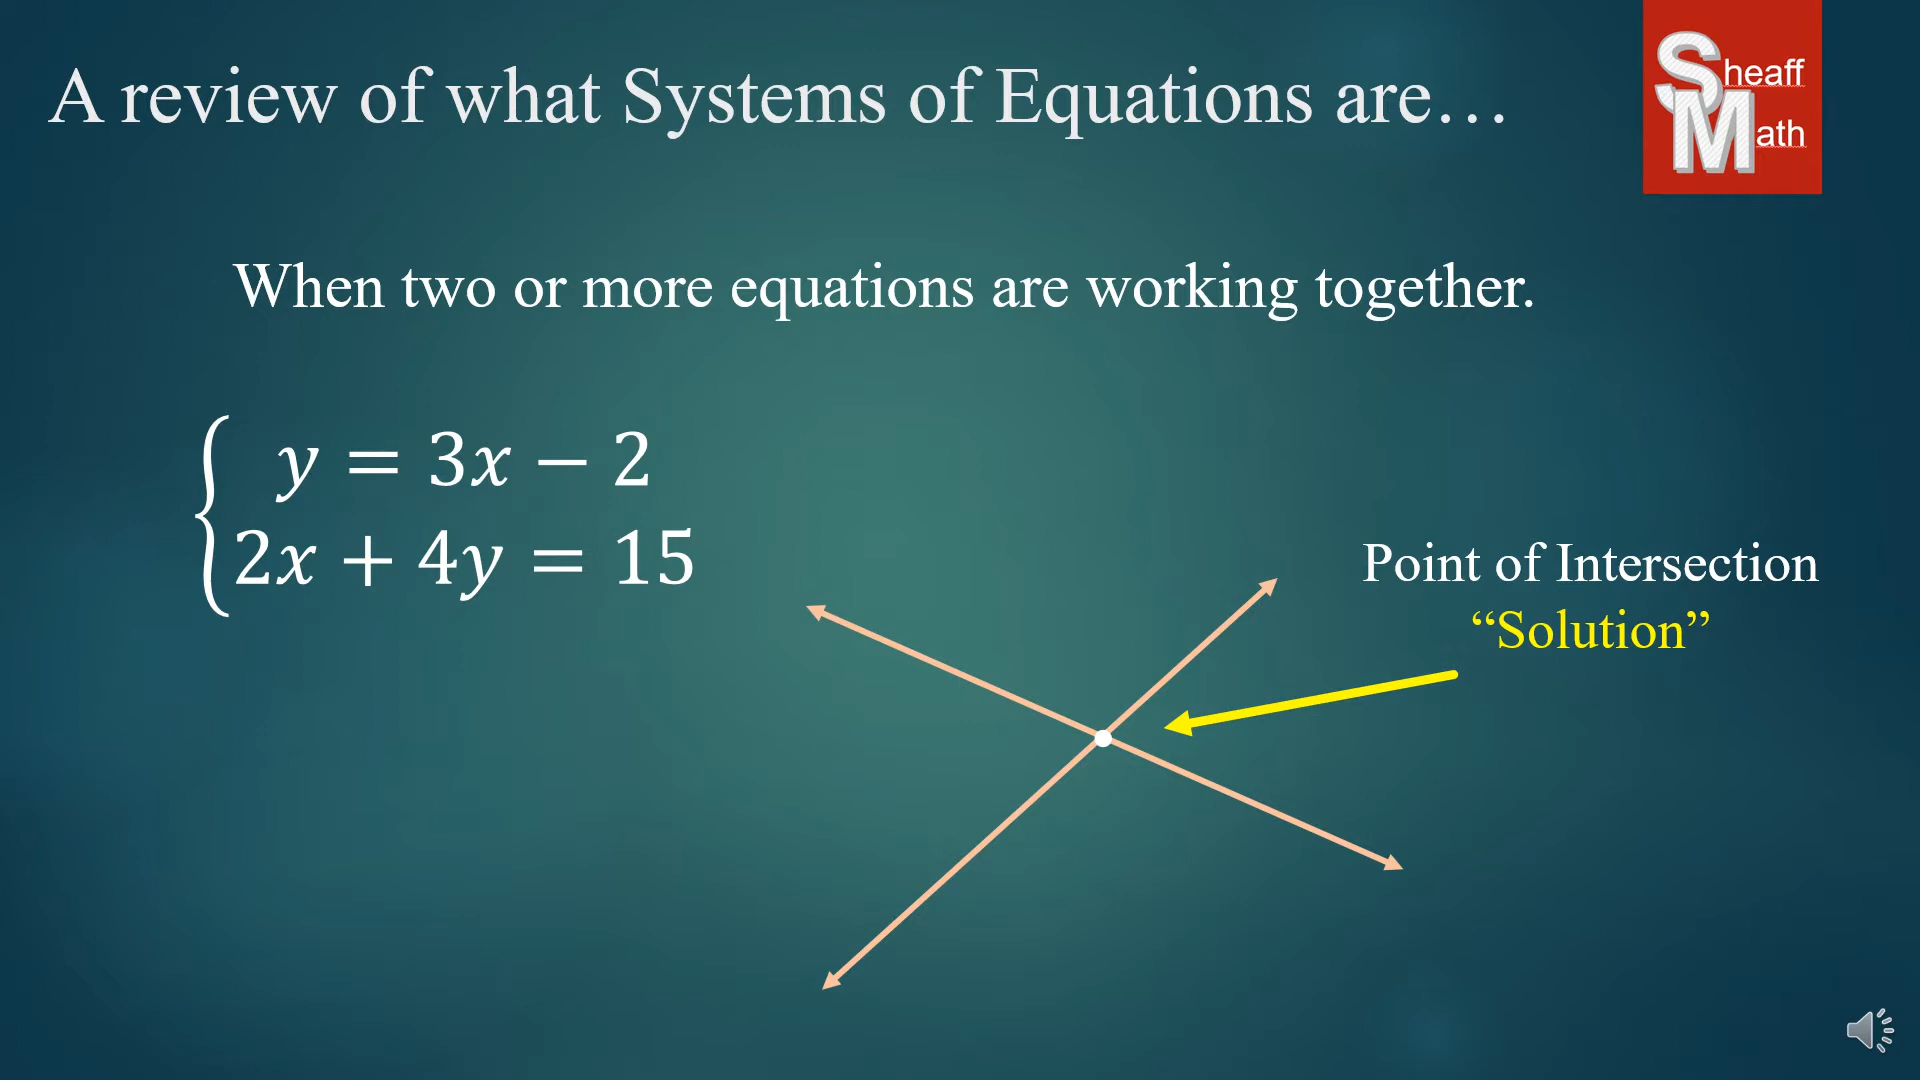 A review of what Systems of Equations are…
Sheaff
Math
When two or more equations are working together.
y = 3x − 2
2x + 4y = 15
Point of Intersection
“Solution”